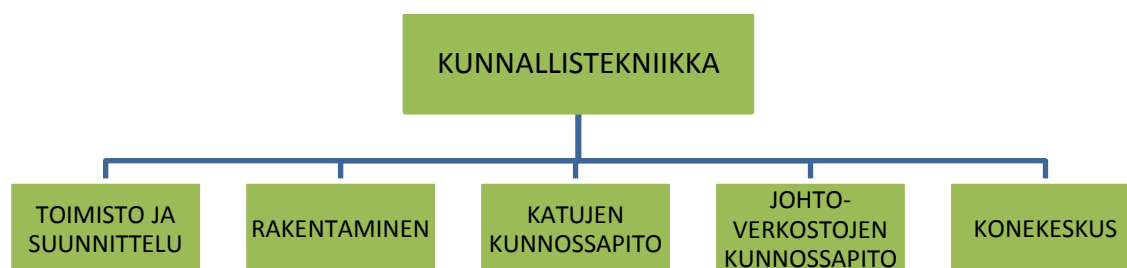 KUNNALLISTEKNIIKKA
TOIMISTO JA
SUUNNITTELU
RAKENTAMINEN
KATUJEN
KUNNOSSAPITO
JOHTO-
VERKOSTOJEN
KUNNOSSAPITO
KONEKESKUS